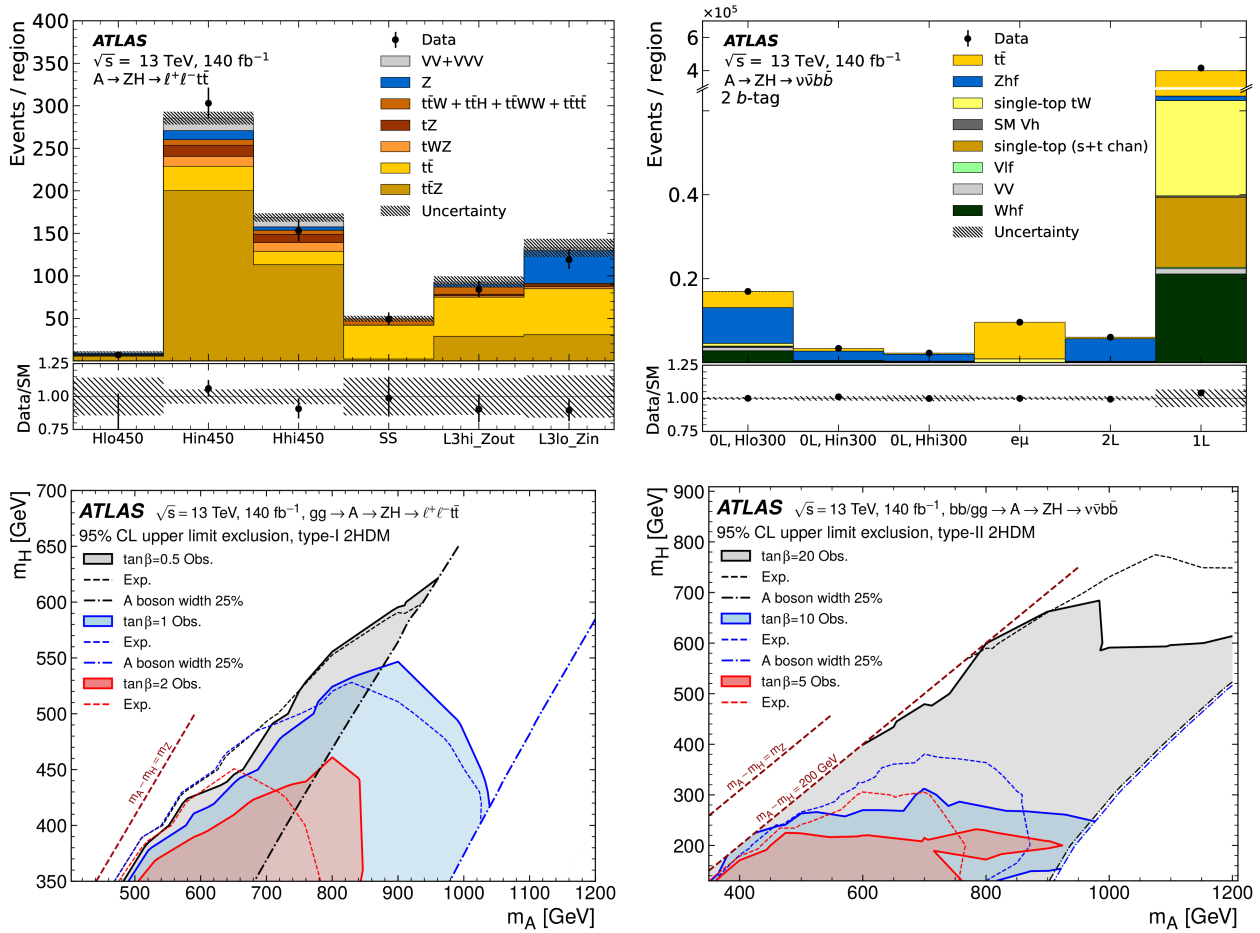 400
350
300
250
200
150
100
50
Events / region
ATLAS
√s = 13 TeV, 140 fb⁻¹
A→ZH→ℓ⁺ℓ⁻tt̄
Data
VV+VVV
Z
tt̄W + tt̄H + tt̄WW + tt̄tt̄
tZ
tWZ
tt̄
tt̄Z
Uncertainty
1.25
1.00
0.75
Data/SM
Hlo450
Hin450
Hhi450
SS
L3hi_Zout
L3lo_Zin
×10⁵
6
4
0.4
0.2
Events / region
ATLAS
√s = 13 TeV, 140 fb⁻¹
A→ZH→νν̄bb̄
2 b-tag
Data
tt̄
Zhf
single-top tW
SM Vh
single-top (s+t chan)
Vlf
VV
Whf
Uncertainty
1.25
1.00
0.75
Data/SM
0L, Hlo300
0L, Hin300
0L, Hhi300
eμ
2L
1L
700
650
600
550
500
450
400
350
m_H [GeV]
ATLAS √s = 13 TeV, 140 fb⁻¹, gg → A → ZH → ℓ⁺ℓ⁻tt̄
95% CL upper limit exclusion, type-I 2HDM
tanβ=0.5 Obs.
Exp.
A boson width 25%
tanβ=1 Obs.
Exp.
A boson width 25%
tanβ=2 Obs.
Exp.
m_A − m_H = m_Z
500
600
700
800
900
1000
1100
1200
m_A [GeV]
900
800
700
600
500
400
300
200
m_H [GeV]
ATLAS √s = 13 TeV, 140 fb⁻¹, bb/gg → A → ZH → νν̄bb̄
95% CL upper limit exclusion, type-II 2HDM
tanβ=20 Obs.
Exp.
A boson width 25%
tanβ=10 Obs.
Exp.
A boson width 25%
tanβ=5 Obs.
Exp.
m_A − m_H = m_Z
m_A − m_H = 200 GeV
400
600
800
1000
1200
m_A [GeV]